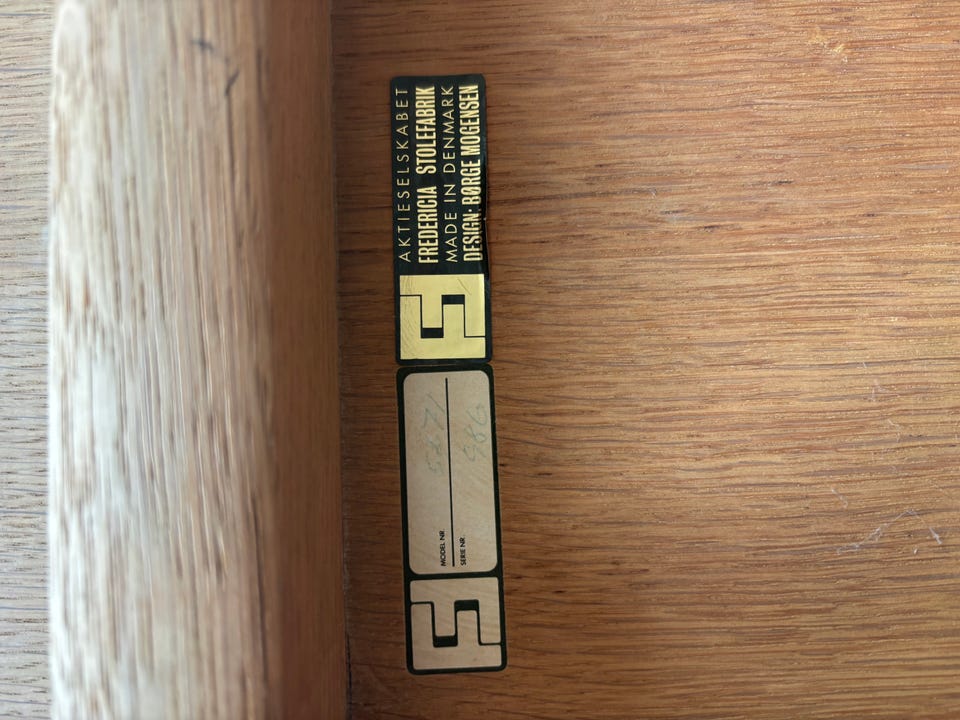 AKTIESELSKABET
FREDERICIA STOLEFABRIK
MADE IN DENMARK
DESIGN: BØRGE MOGENSEN
MODEL NR.
SERIE NR.